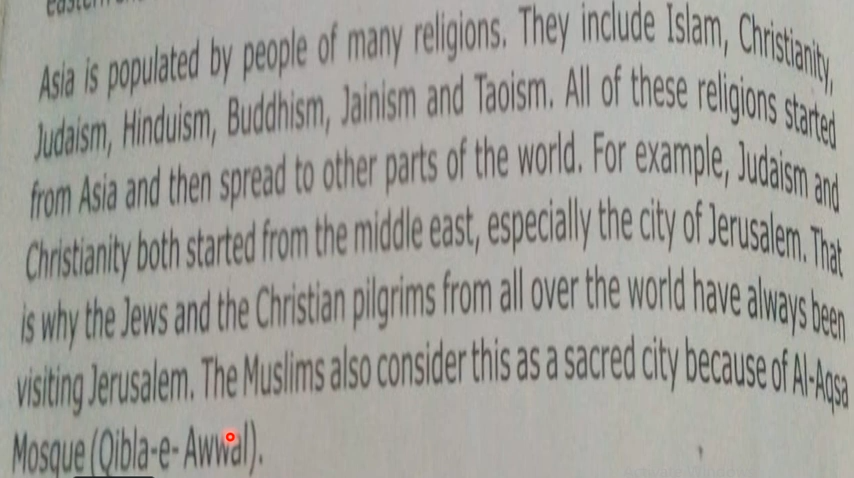 eastern
Asia is populated by people of many religions. They include Islam, Christianity,
Judaism, Hinduism, Buddhism, Jainism and Taoism. All of these religions started
from Asia and then spread to other parts of the world. For example, Judaism and
Christianity both started from the middle east, especially the city of Jerusalem. That
is why the Jews and the Christian pilgrims from all over the world have always been
visiting Jerusalem. The Muslims also consider this as a sacred city because of Al-Aqsa
Mosque (Qibla-e- Awwal).